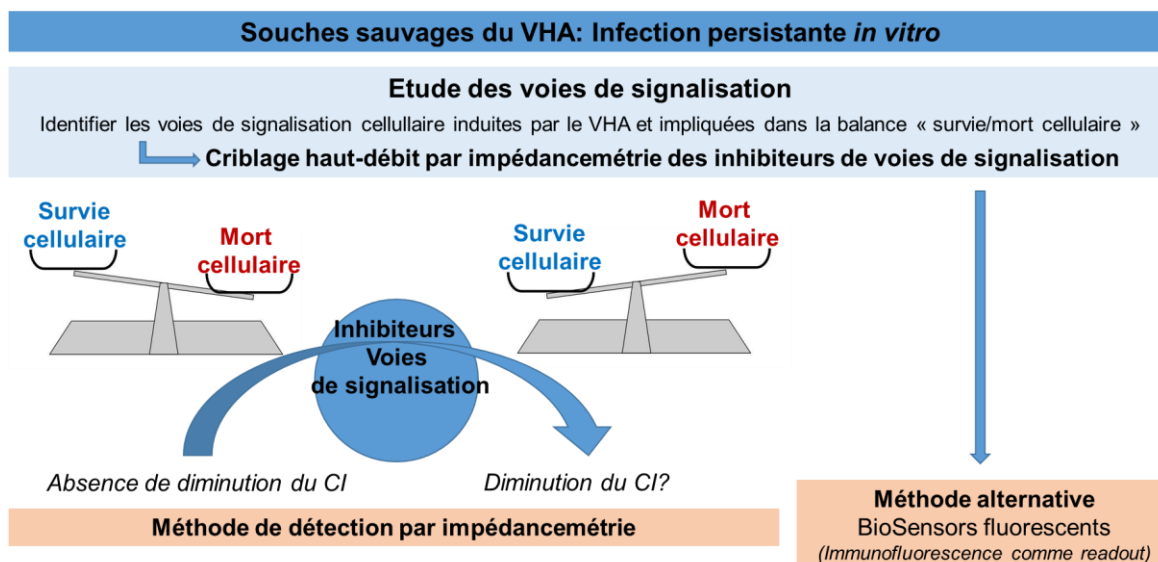 Souches sauvages du VHA: Infection persistante in vitro
Etude des voies de signalisation
Identifier les voies de signalisation cellullaire induites par le VHA et impliquées dans la balance « survie/mort cellulaire »
Criblage haut-débit par impédancemétrie des inhibiteurs de voies de signalisation
Survie
cellulaire
Mort
cellulaire
Survie
cellulaire
Mort
cellulaire
Inhibiteurs
Voies
de signalisation
Absence de diminution du CI
Diminution du CI?
Méthode de détection par impédancemétrie
Méthode alternative
BioSensors fluorescents
(Immunofluorescence comme readout)